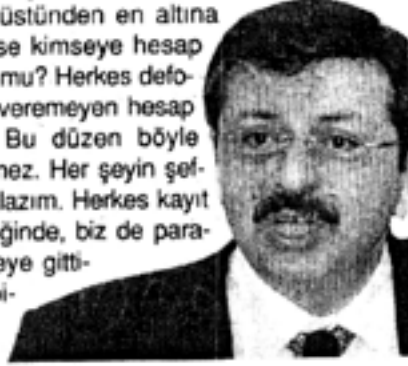 üstünden en altına
se kimseye hesap
mu? Herkes defo-
veremeyen hesap
Bu düzen böyle
mez. Her şeyin şef-
lazım. Herkes kayıt
ğinde, biz de para-
eye gitti-
i-